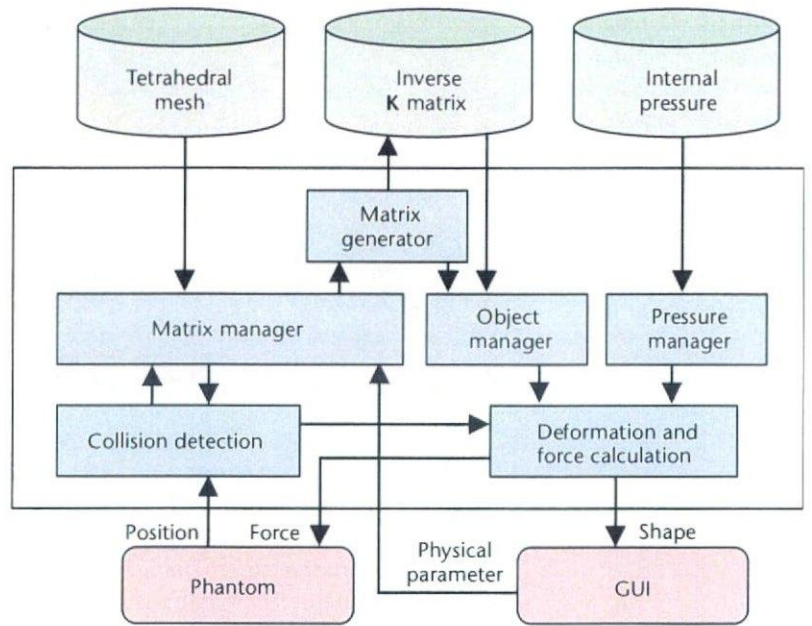 Tetrahedral
mesh
Inverse
K matrix
Internal
pressure
Matrix
generator
Matrix manager
Object
manager
Pressure
manager
Collision detection
Deformation and
force calculation
Position
Force
Shape
Physical
parameter
Phantom
GUI